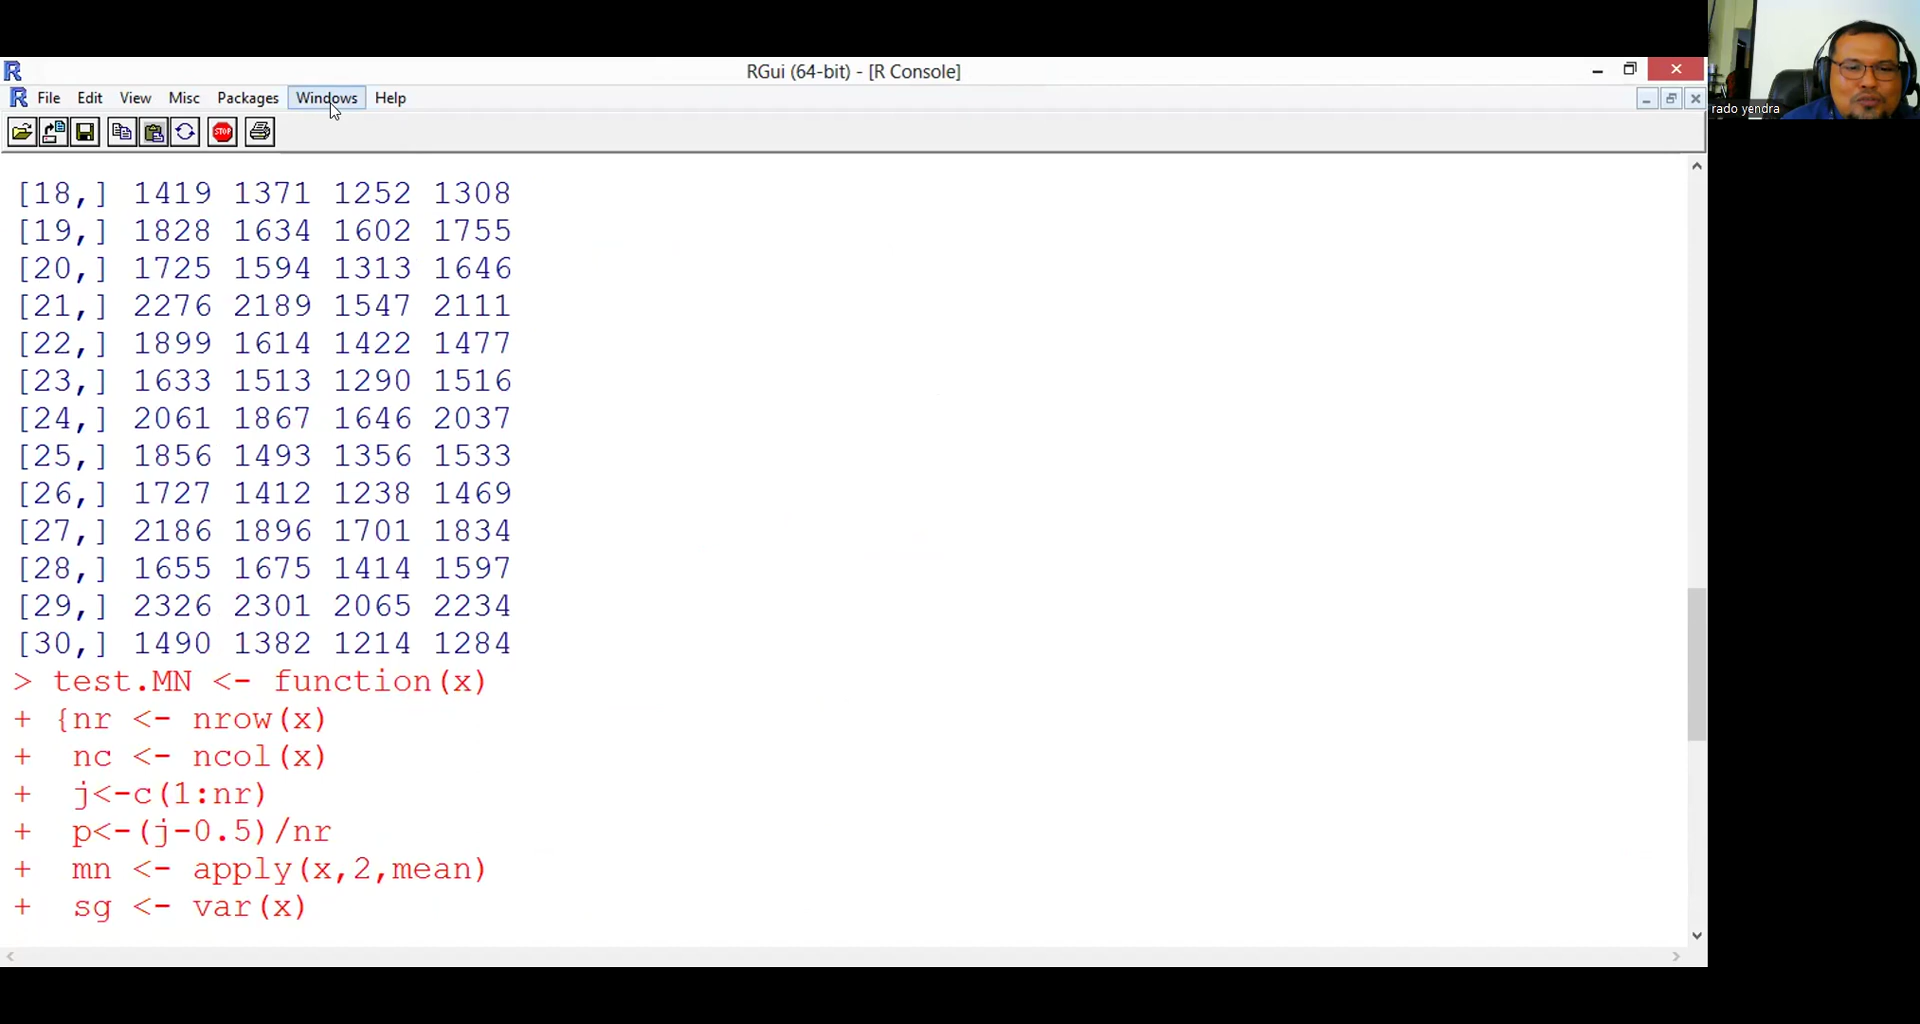 RGui (64-bit) - [R Console]
File Edit View Misc Packages Windows Help
STOP
rado yendra
[18,] 1419 1371 1252 1308
[19,] 1828 1634 1602 1755
[20,] 1725 1594 1313 1646
[21,] 2276 2189 1547 2111
[22,] 1899 1614 1422 1477
[23,] 1633 1513 1290 1516
[24,] 2061 1867 1646 2037
[25,] 1856 1493 1356 1533
[26,] 1727 1412 1238 1469
[27,] 2186 1896 1701 1834
[28,] 1655 1675 1414 1597
[29,] 2326 2301 2065 2234
[30,] 1490 1382 1214 1284
> test.MN <- function(x)
+ {nr <- nrow(x)
+  nc <- ncol(x)
+  j<-c(1:nr)
+  p<-(j-0.5)/nr
+  mn <- apply(x,2,mean)
+  sg <- var(x)